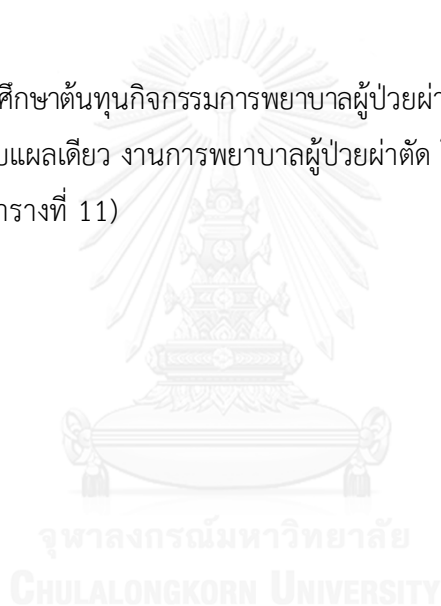 ศึกษาต้นทุนกิจกรรมการพยาบาลผู้ป่วยผ่า
บแผลเดียว งานการพยาบาลผู้ป่วยผ่าตัด
ารางที่ 11)
จุฬาลงกรณ์มหาวิทยาลัย
CHULALONGKORN UNIVERSITY